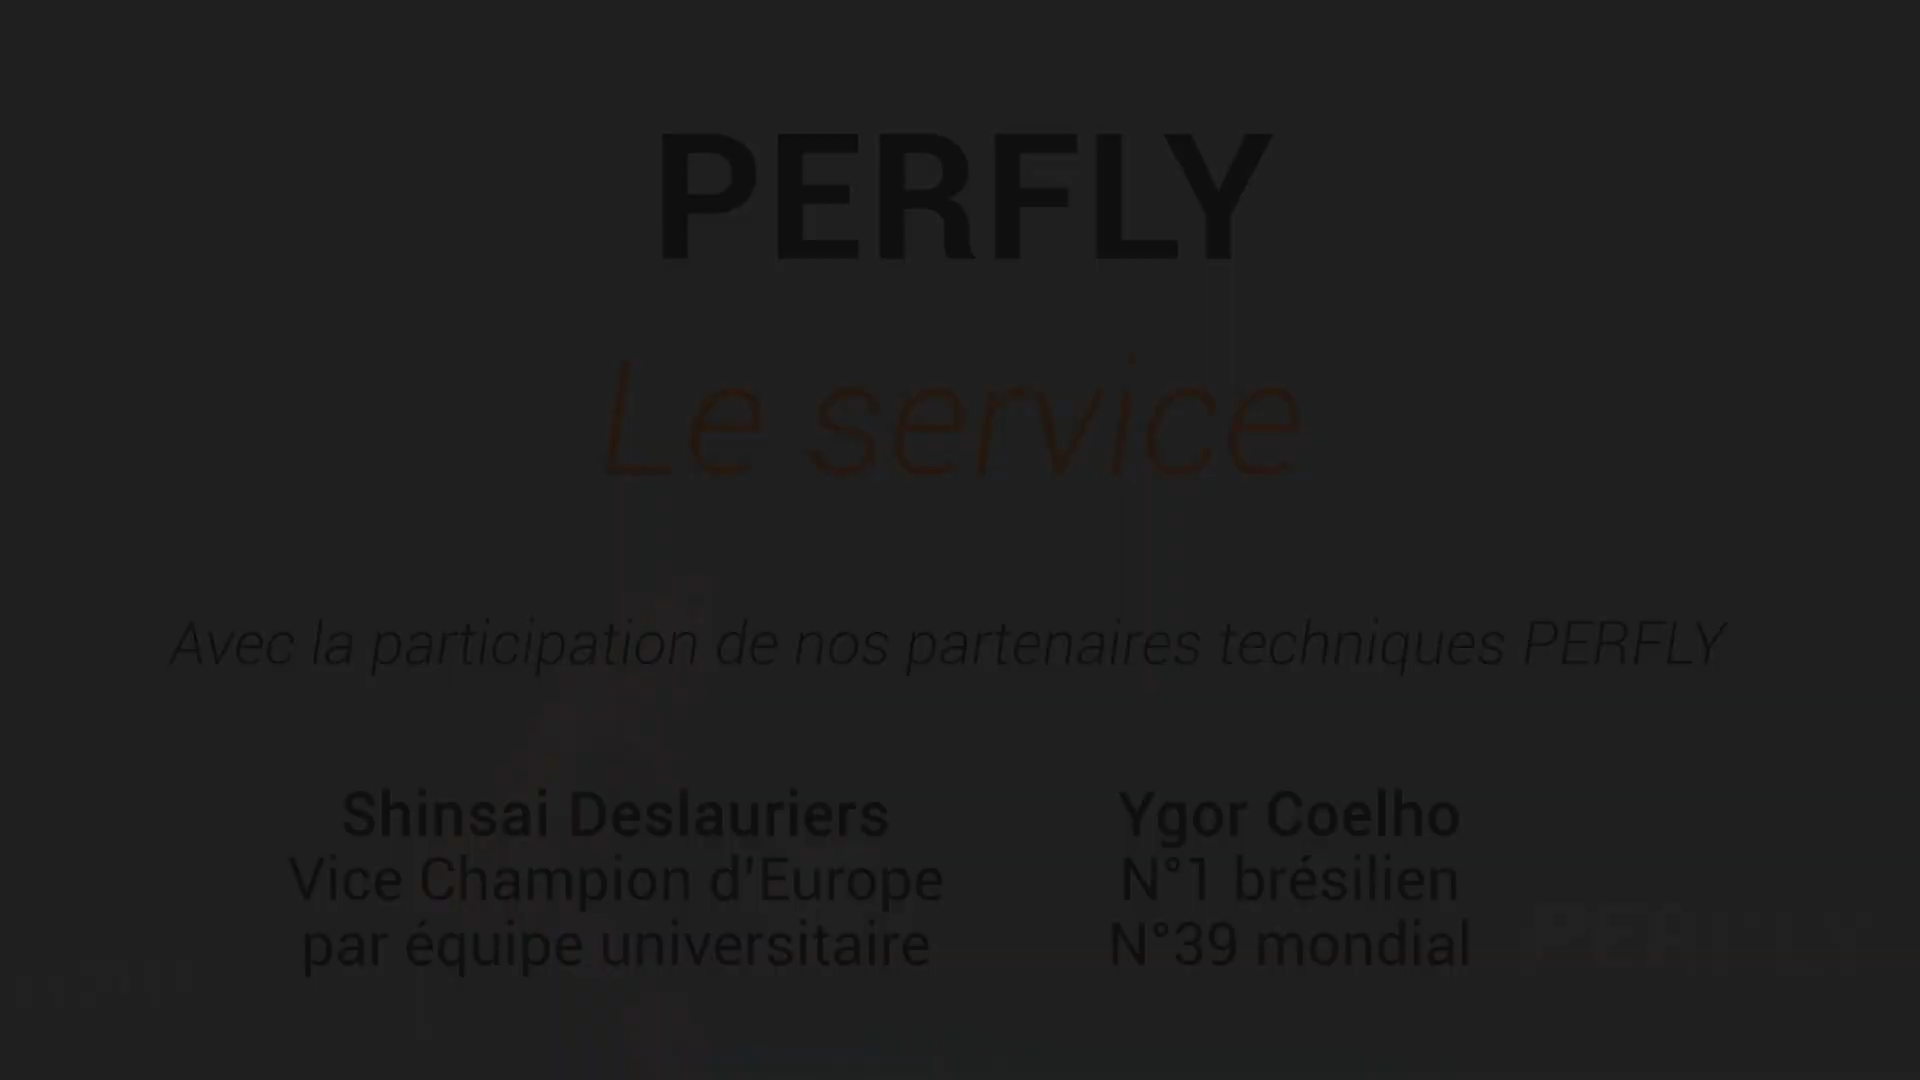 PERFLY
Le service
Avec la participation de nos partenaires techniques PERFLY
Shinsai Deslauriers
Vice Champion d'Europe
par équipe universitaire
Ygor Coelho
N°1 brésilien
N°39 mondial
PERFLY